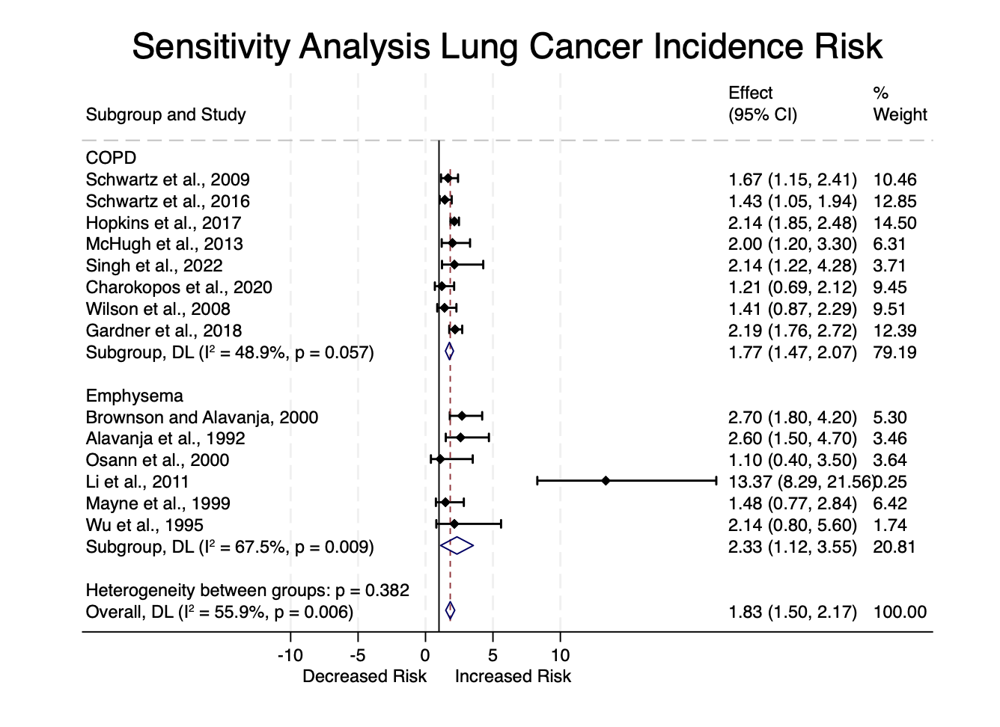 Sensitivity Analysis Lung Cancer Incidence Risk
Effect %
Subgroup and Study (95% CI) Weight
COPD
Schwartz et al., 2009 1.67 (1.15, 2.41) 10.46
Schwartz et al., 2016 1.43 (1.05, 1.94) 12.85
Hopkins et al., 2017 2.14 (1.85, 2.48) 14.50
McHugh et al., 2013 2.00 (1.20, 3.30) 6.31
Singh et al., 2022 2.14 (1.22, 4.28) 3.71
Charokopos et al., 2020 1.21 (0.69, 2.12) 9.45
Wilson et al., 2008 1.41 (0.87, 2.29) 9.51
Gardner et al., 2018 2.19 (1.76, 2.72) 12.39
Subgroup, DL (I² = 48.9%, p = 0.057) 1.77 (1.47, 2.07) 79.19
Emphysema
Brownson and Alavanja, 2000 2.70 (1.80, 4.20) 5.30
Alavanja et al., 1992 2.60 (1.50, 4.70) 3.46
Osann et al., 2000 1.10 (0.40, 3.50) 3.64
Li et al., 2011 13.37 (8.29, 21.56) 0.25
Mayne et al., 1999 1.48 (0.77, 2.84) 6.42
Wu et al., 1995 2.14 (0.80, 5.60) 1.74
Subgroup, DL (I² = 67.5%, p = 0.009) 2.33 (1.12, 3.55) 20.81
Heterogeneity between groups: p = 0.382
Overall, DL (I² = 55.9%, p = 0.006) 1.83 (1.50, 2.17) 100.00
-10 -5 0 5 10
Decreased Risk Increased Risk